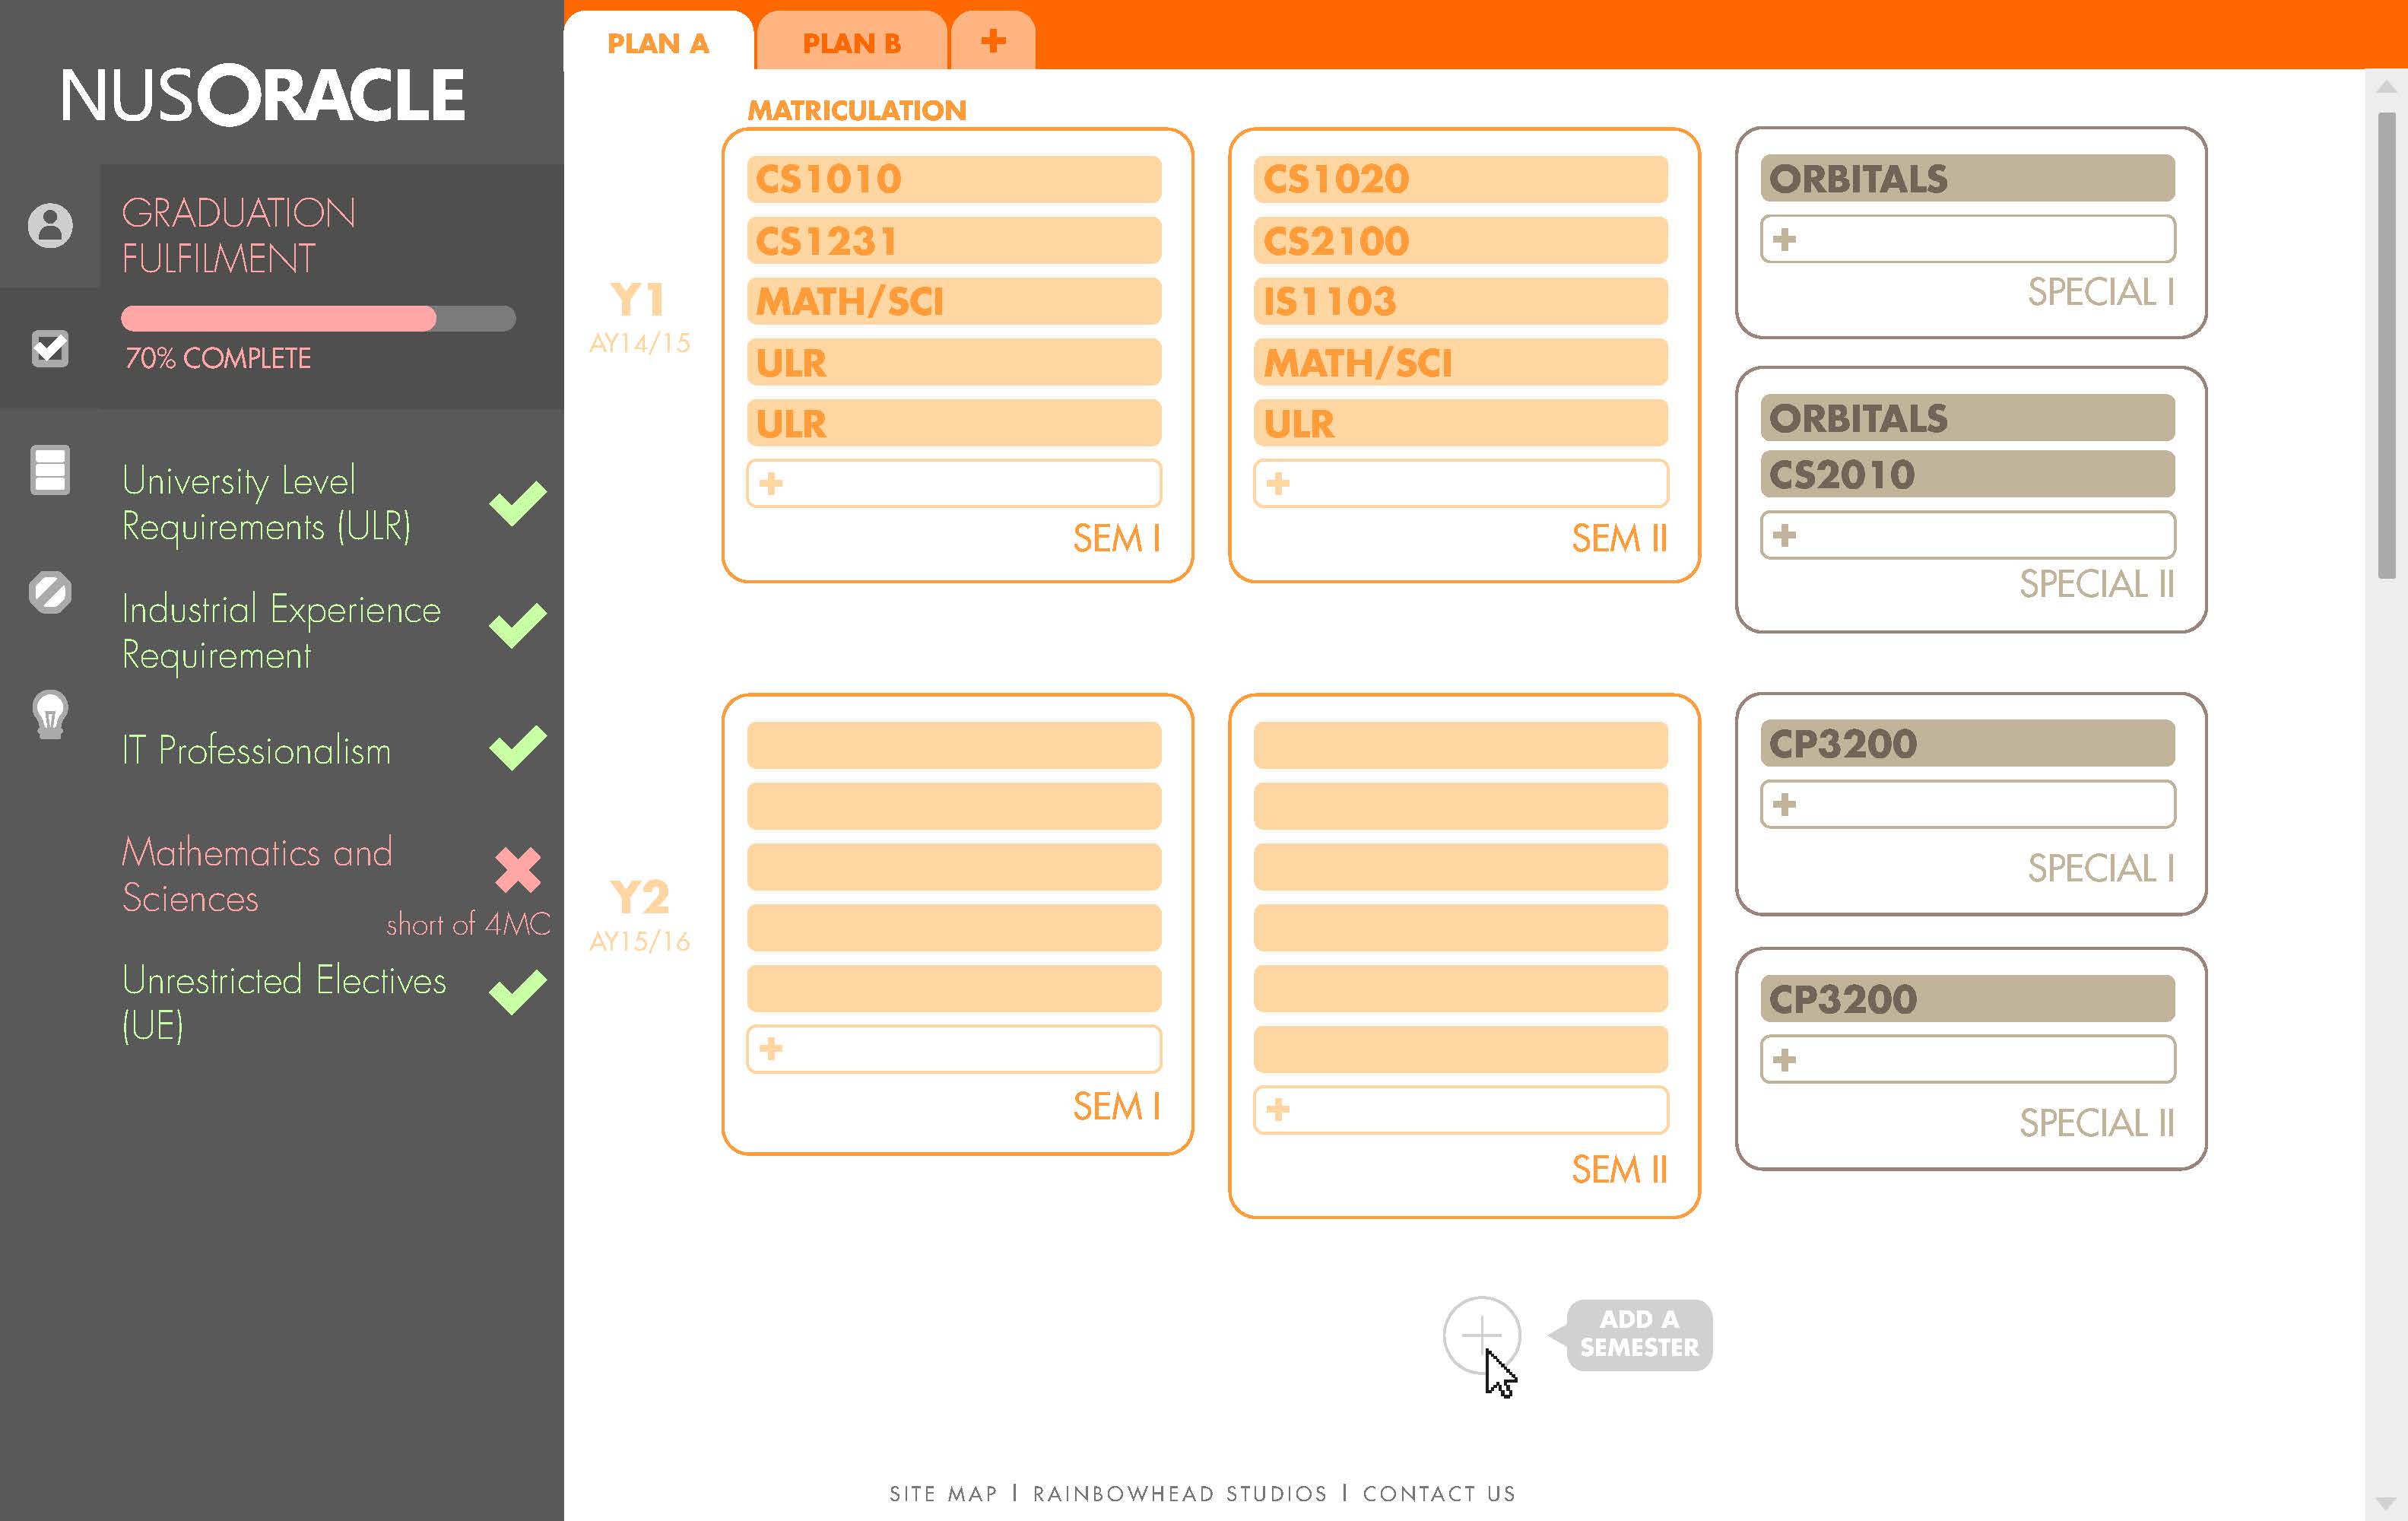 NUSORACLE
GRADUATION
FULFILMENT
70% COMPLETE
University Level
Requirements (ULR)
Industrial Experience
Requirement
IT Professionalism
Mathematics and
Sciences
short of 4MC
Unrestricted Electives
(UE)
PLAN A
PLAN B
+
MATRICULATION
Y1
AY14/15
CS1010
CS1231
MATH/SCI
ULR
ULR
+
SEM I
CS1020
CS2100
IS1103
MATH/SCI
ULR
+
SEM II
ORBITALS
+
SPECIAL I
ORBITALS
CS2010
+
SPECIAL II
Y2
AY15/16
+
SEM I
+
SEM II
CP3200
+
SPECIAL I
CP3200
+
SPECIAL II
ADD A
SEMESTER
SITE MAP | RAINBOWHEAD STUDIOS | CONTACT US